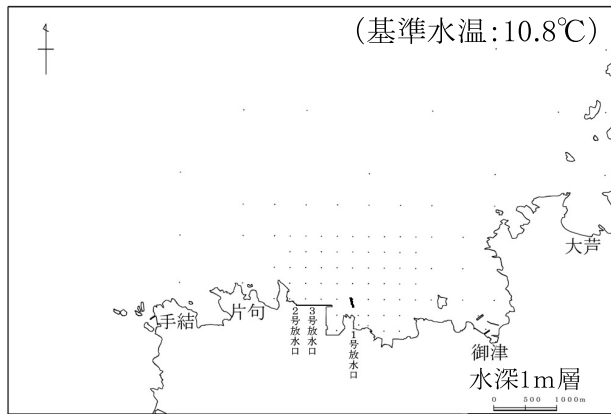 (基準水温:10.8℃)
大芦
片句
手結
2号放水口
3号放水口
1号放水口
御津
水深1m層
0 500 1000m